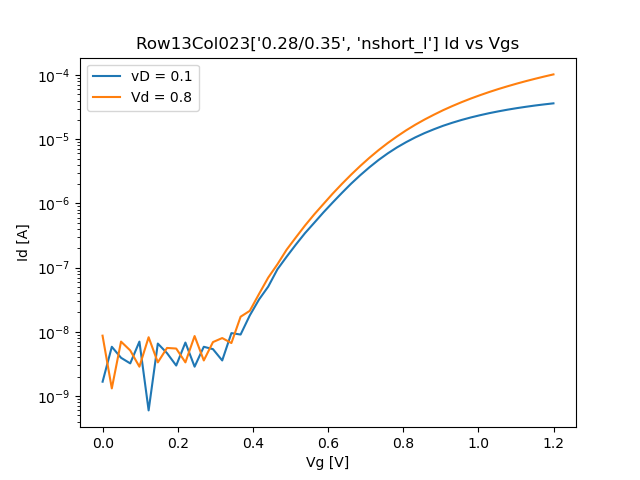 Row13Col023['0.28/0.35', 'nshort_l'] Id vs Vgs
vD = 0.1
Vd = 0.8
10^-4
10^-5
10^-6
10^-7
10^-8
10^-9
Id [A]
0.0 0.2 0.4 0.6 0.8 1.0 1.2
Vg [V]